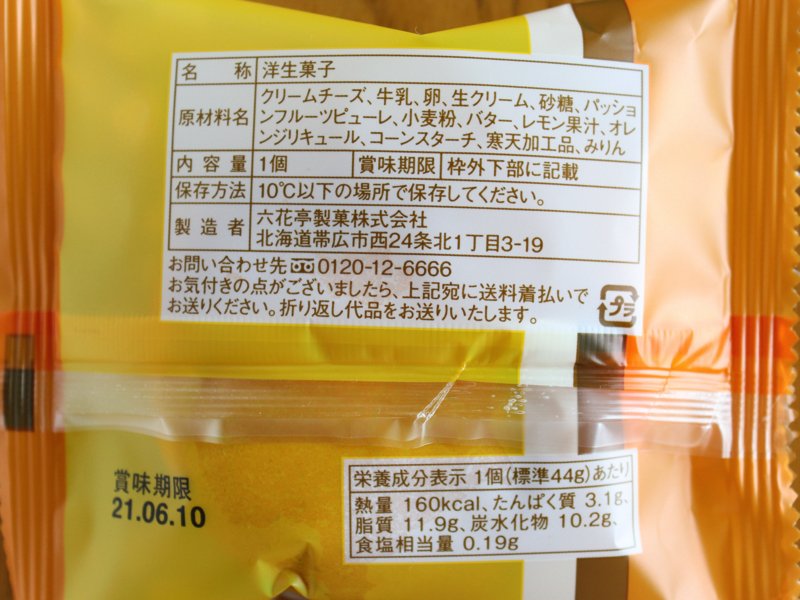 名称 洋生菓子
原材料名 クリームチーズ、牛乳、卵、生クリーム、砂糖、パッショ
ンフルーツピューレ、小麦粉、バター、レモン果汁、オレ
ンジリキュール、コーンスターチ、寒天加工品、みりん
内容量 1個 賞味期限 枠外下部に記載
保存方法 10℃以下の場所で保存してください。
製造者 六花亭製菓株式会社
北海道帯広市西24条北1丁目3-19
お問い合わせ先 0120-12-6666
お気付きの点がございましたら、上記宛に送料着払いで
お送りください。折り返し代品をお送りいたします。
プラ
賞味期限
21.06.10
栄養成分表示 1個(標準44g)あたり
熱量 160kcal、たんぱく質 3.1g、
脂質 11.9g、炭水化物 10.2g、
食塩相当量 0.19g